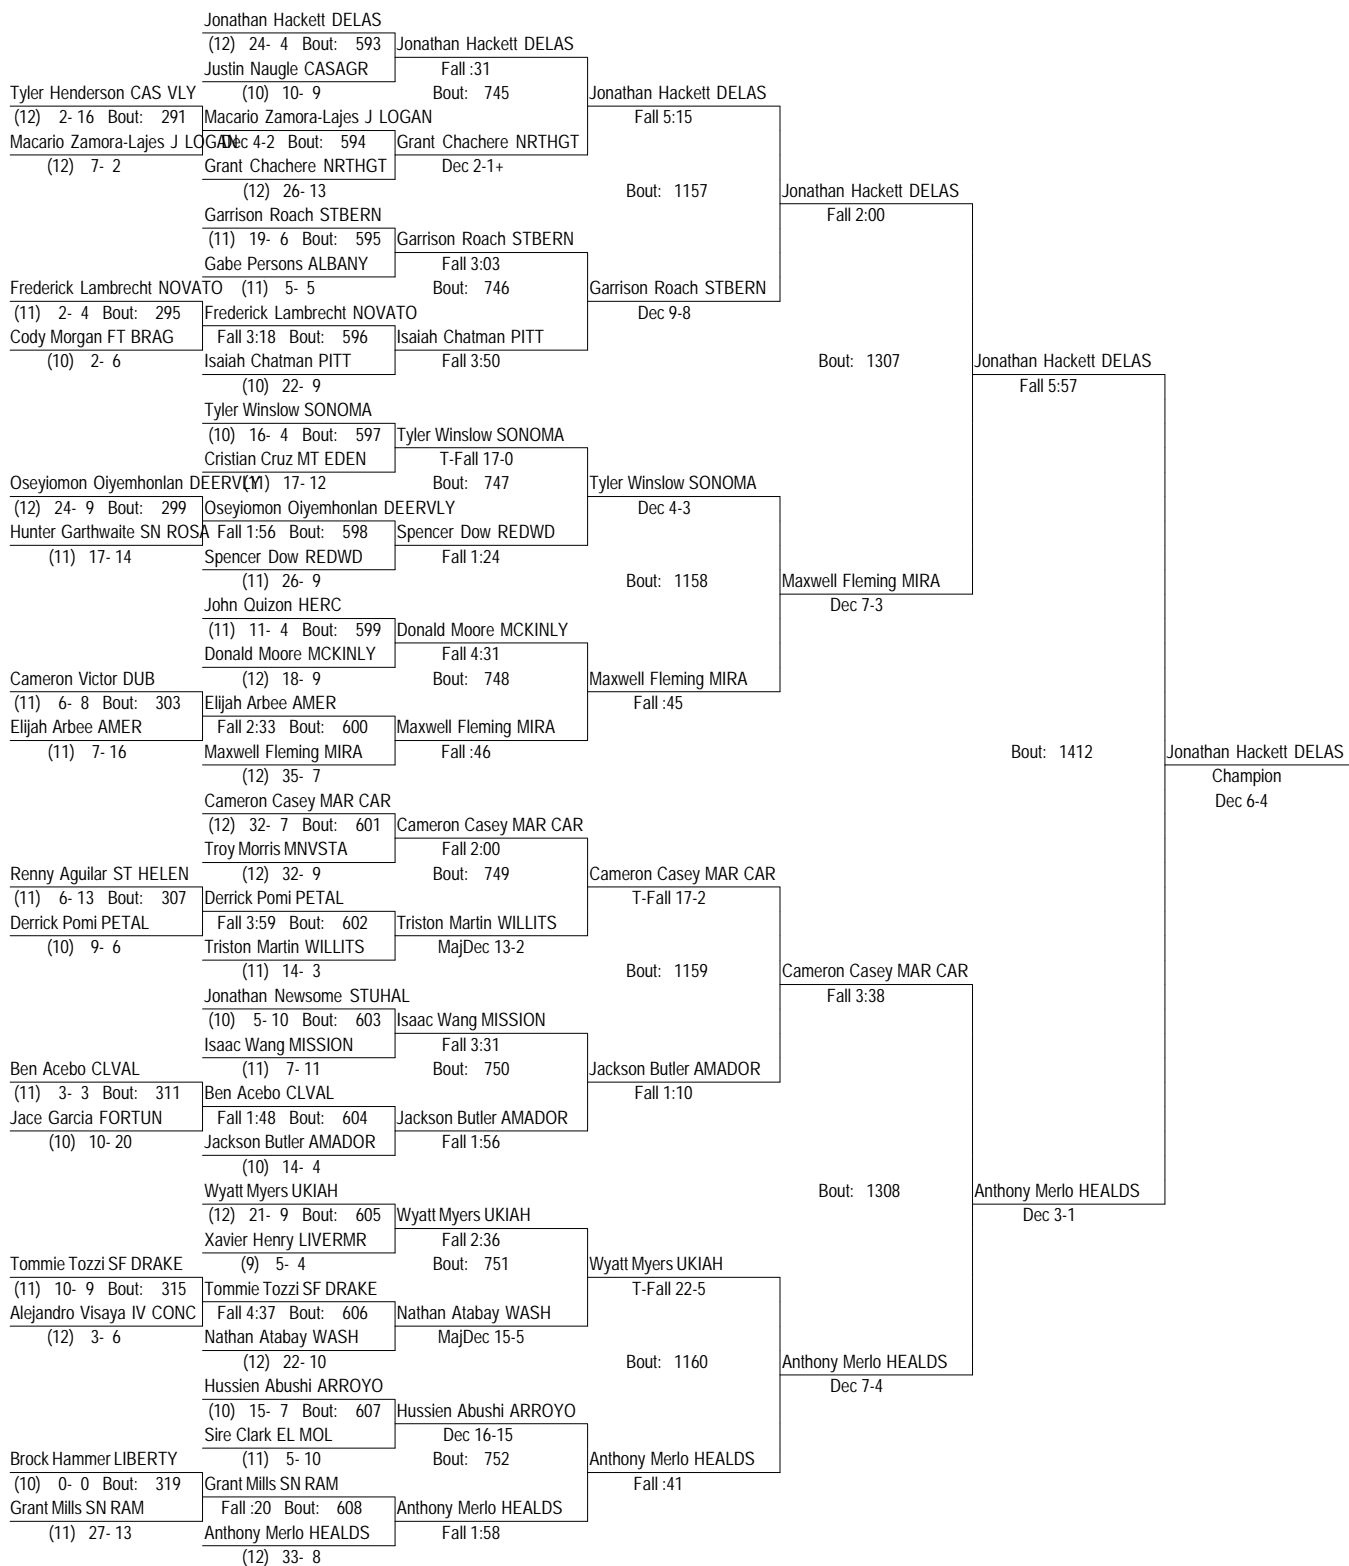 Jonathan Hackett DELAS
(12) 24- 4 Bout: 593 Jonathan Hackett DELAS
Justin Naugle CASAGR Fall :31
Tyler Henderson CAS VLY (10) 10- 9 Bout: 745 Jonathan Hackett DELAS
(12) 2- 16 Bout: 291 Macario Zamora-Lajes J LOGAN Fall 5:15
Macario Zamora-Lajes J LOGAN Dec 4-2 Bout: 594 Grant Chachere NRTHGT
(12) 7- 2 Grant Chachere NRTHGT Dec 2-1+
(12) 26- 13 Bout: 1157 Jonathan Hackett DELAS
Garrison Roach STBERN Fall 2:00
(11) 19- 6 Bout: 595 Garrison Roach STBERN
Gabe Persons ALBANY Fall 3:03
Frederick Lambrecht NOVATO (11) 5- 5 Bout: 746 Garrison Roach STBERN
(11) 2- 4 Bout: 295 Frederick Lambrecht NOVATO Dec 9-8
Cody Morgan FT BRAG Fall 3:18 Bout: 596 Isaiah Chatman PITT
(10) 2- 6 Isaiah Chatman PITT Fall 3:50 Bout: 1307 Jonathan Hackett DELAS
(10) 22- 9 Fall 5:57
Tyler Winslow SONOMA
(10) 16- 4 Bout: 597 Tyler Winslow SONOMA
Cristian Cruz MT EDEN T-Fall 17-0
Oseyiomon Oiyemhonlan DEERVLY (11) 17- 12 Bout: 747 Tyler Winslow SONOMA
(12) 24- 9 Bout: 299 Oseyiomon Oiyemhonlan DEERVLY Dec 4-3
Hunter Garthwaite SN ROSA Fall 1:56 Bout: 598 Spencer Dow REDWD
(11) 17- 14 Spencer Dow REDWD Fall 1:24
(11) 26- 9 Bout: 1158 Maxwell Fleming MIRA
John Quizon HERC Dec 7-3
(11) 11- 4 Bout: 599 Donald Moore MCKINLY
Donald Moore MCKINLY Fall 4:31
Cameron Victor DUB (12) 18- 9 Bout: 748 Maxwell Fleming MIRA
(11) 6- 8 Bout: 303 Elijah Arbee AMER Fall :45
Elijah Arbee AMER Fall 2:33 Bout: 600 Maxwell Fleming MIRA
(11) 7- 16 Maxwell Fleming MIRA Fall :46 Bout: 1412 Jonathan Hackett DELAS
(12) 35- 7 Champion
Cameron Casey MAR CAR Dec 6-4
(12) 32- 7 Bout: 601 Cameron Casey MAR CAR
Troy Morris MNVSTA Fall 2:00
Renny Aguilar ST HELEN (12) 32- 9 Bout: 749 Cameron Casey MAR CAR
(11) 6- 13 Bout: 307 Derrick Pomi PETAL T-Fall 17-2
Derrick Pomi PETAL Fall 3:59 Bout: 602 Triston Martin WILLITS
(10) 9- 6 Triston Martin WILLITS MajDec 13-2
(11) 14- 3 Bout: 1159 Cameron Casey MAR CAR
Jonathan Newsome STUHAL Fall 3:38
(10) 5- 10 Bout: 603 Isaac Wang MISSION
Isaac Wang MISSION Fall 3:31
Ben Acebo CLVAL (11) 7- 11 Bout: 750 Jackson Butler AMADOR
(11) 3- 3 Bout: 311 Ben Acebo CLVAL Fall 1:10
Jace Garcia FORTUN Fall 1:48 Bout: 604 Jackson Butler AMADOR
(10) 10- 20 Jackson Butler AMADOR Fall 1:56
(10) 14- 4
Wyatt Myers UKIAH Bout: 1308 Anthony Merlo HEALDS
(12) 21- 9 Bout: 605 Wyatt Myers UKIAH Dec 3-1
Xavier Henry LIVERMR Fall 2:36
Tommie Tozzi SF DRAKE (9) 5- 4 Bout: 751 Wyatt Myers UKIAH
(11) 10- 9 Bout: 315 Tommie Tozzi SF DRAKE T-Fall 22-5
Alejandro Visaya IV CONC Fall 4:37 Bout: 606 Nathan Atabay WASH
(12) 3- 6 Nathan Atabay WASH MajDec 15-5
(12) 22- 10 Bout: 1160 Anthony Merlo HEALDS
Hussien Abushi ARROYO Dec 7-4
(10) 15- 7 Bout: 607 Hussien Abushi ARROYO
Sire Clark EL MOL Dec 16-15
Brock Hammer LIBERTY (11) 5- 10 Bout: 752 Anthony Merlo HEALDS
(10) 0- 0 Bout: 319 Grant Mills SN RAM Fall :41
Grant Mills SN RAM Fall :20 Bout: 608 Anthony Merlo HEALDS
(11) 27- 13 Anthony Merlo HEALDS Fall 1:58
(12) 33- 8